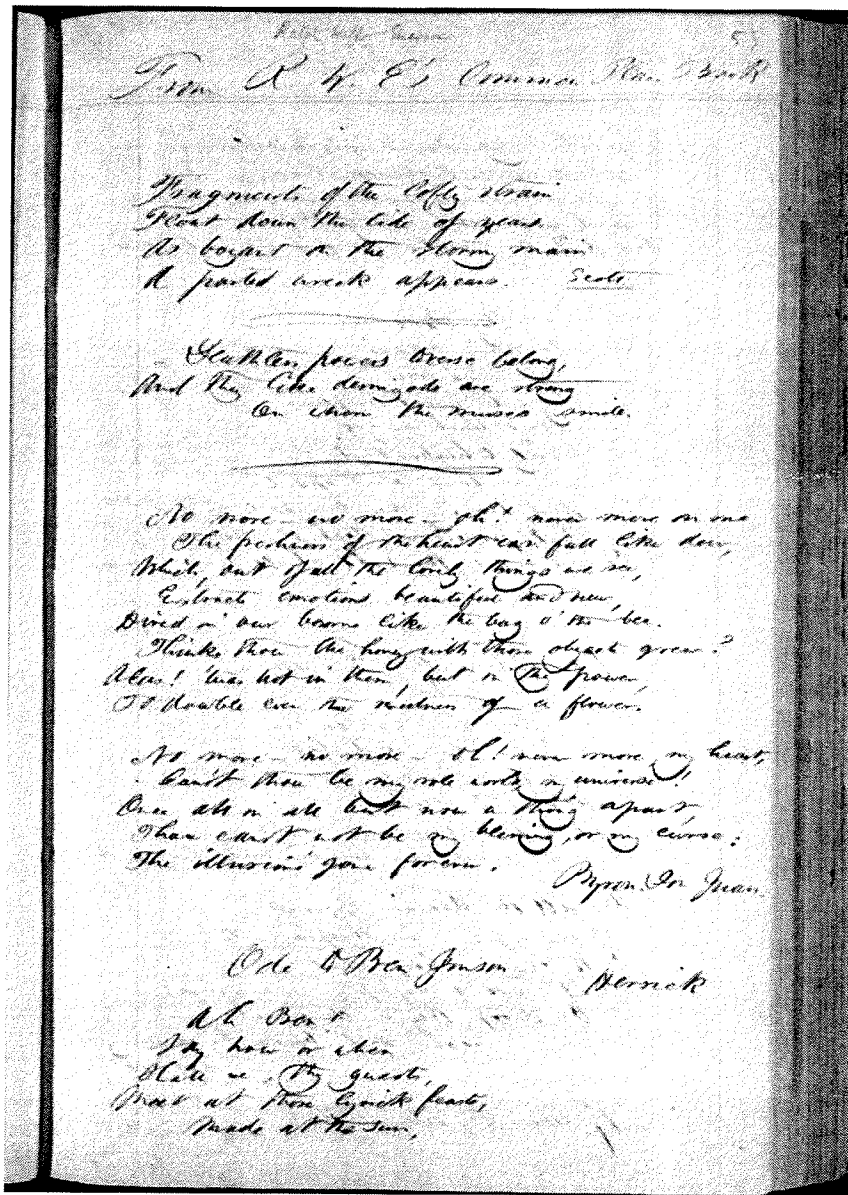 From R W E's Common Place Book
Fragments of the lofty strain
Float down the tide of years
As buoyant on the stormy main
A parted wreck appears. Scott
Deathless powers to verse belong,
And they like demigods are strong
On whom the muses smile.
No more – no more – oh! never more on me
The freshness of the heart can fall like dew,
Which, out of all the lovely things we see,
Extracts emotions beautiful and new,
Hived in our bosoms like the bag o' the bee.
Thinks thou the honey with those objects grew?
Alas! 'twas not in them, but in thy power,
To double even the sweetness of a flower.
No more – no more – oh! never more, my heart,
Canst thou be my sole world, my universe!
Once all in all but now a thing apart,
Thou canst not be my blessing, or my curse:
The illusion's gone forever.
Byron. Don Juan
Ode to Ben Jonson Herrick
Ah Ben!
Say how or when
Shall we, thy guests,
Meet at those lyrick feasts,
Made at the sun,